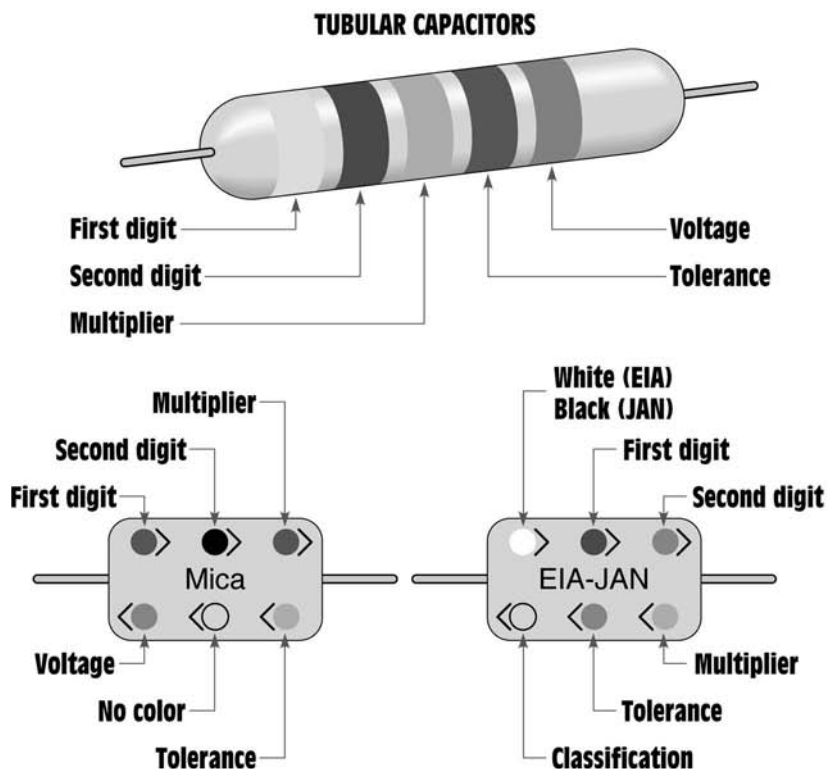 TUBULAR CAPACITORS
First digit
Second digit
Multiplier
Voltage
Tolerance
Multiplier
Second digit
First digit
Mica
Voltage
No color
Tolerance
White (EIA)
Black (JAN)
First digit
Second digit
EIA-JAN
Multiplier
Tolerance
Classification